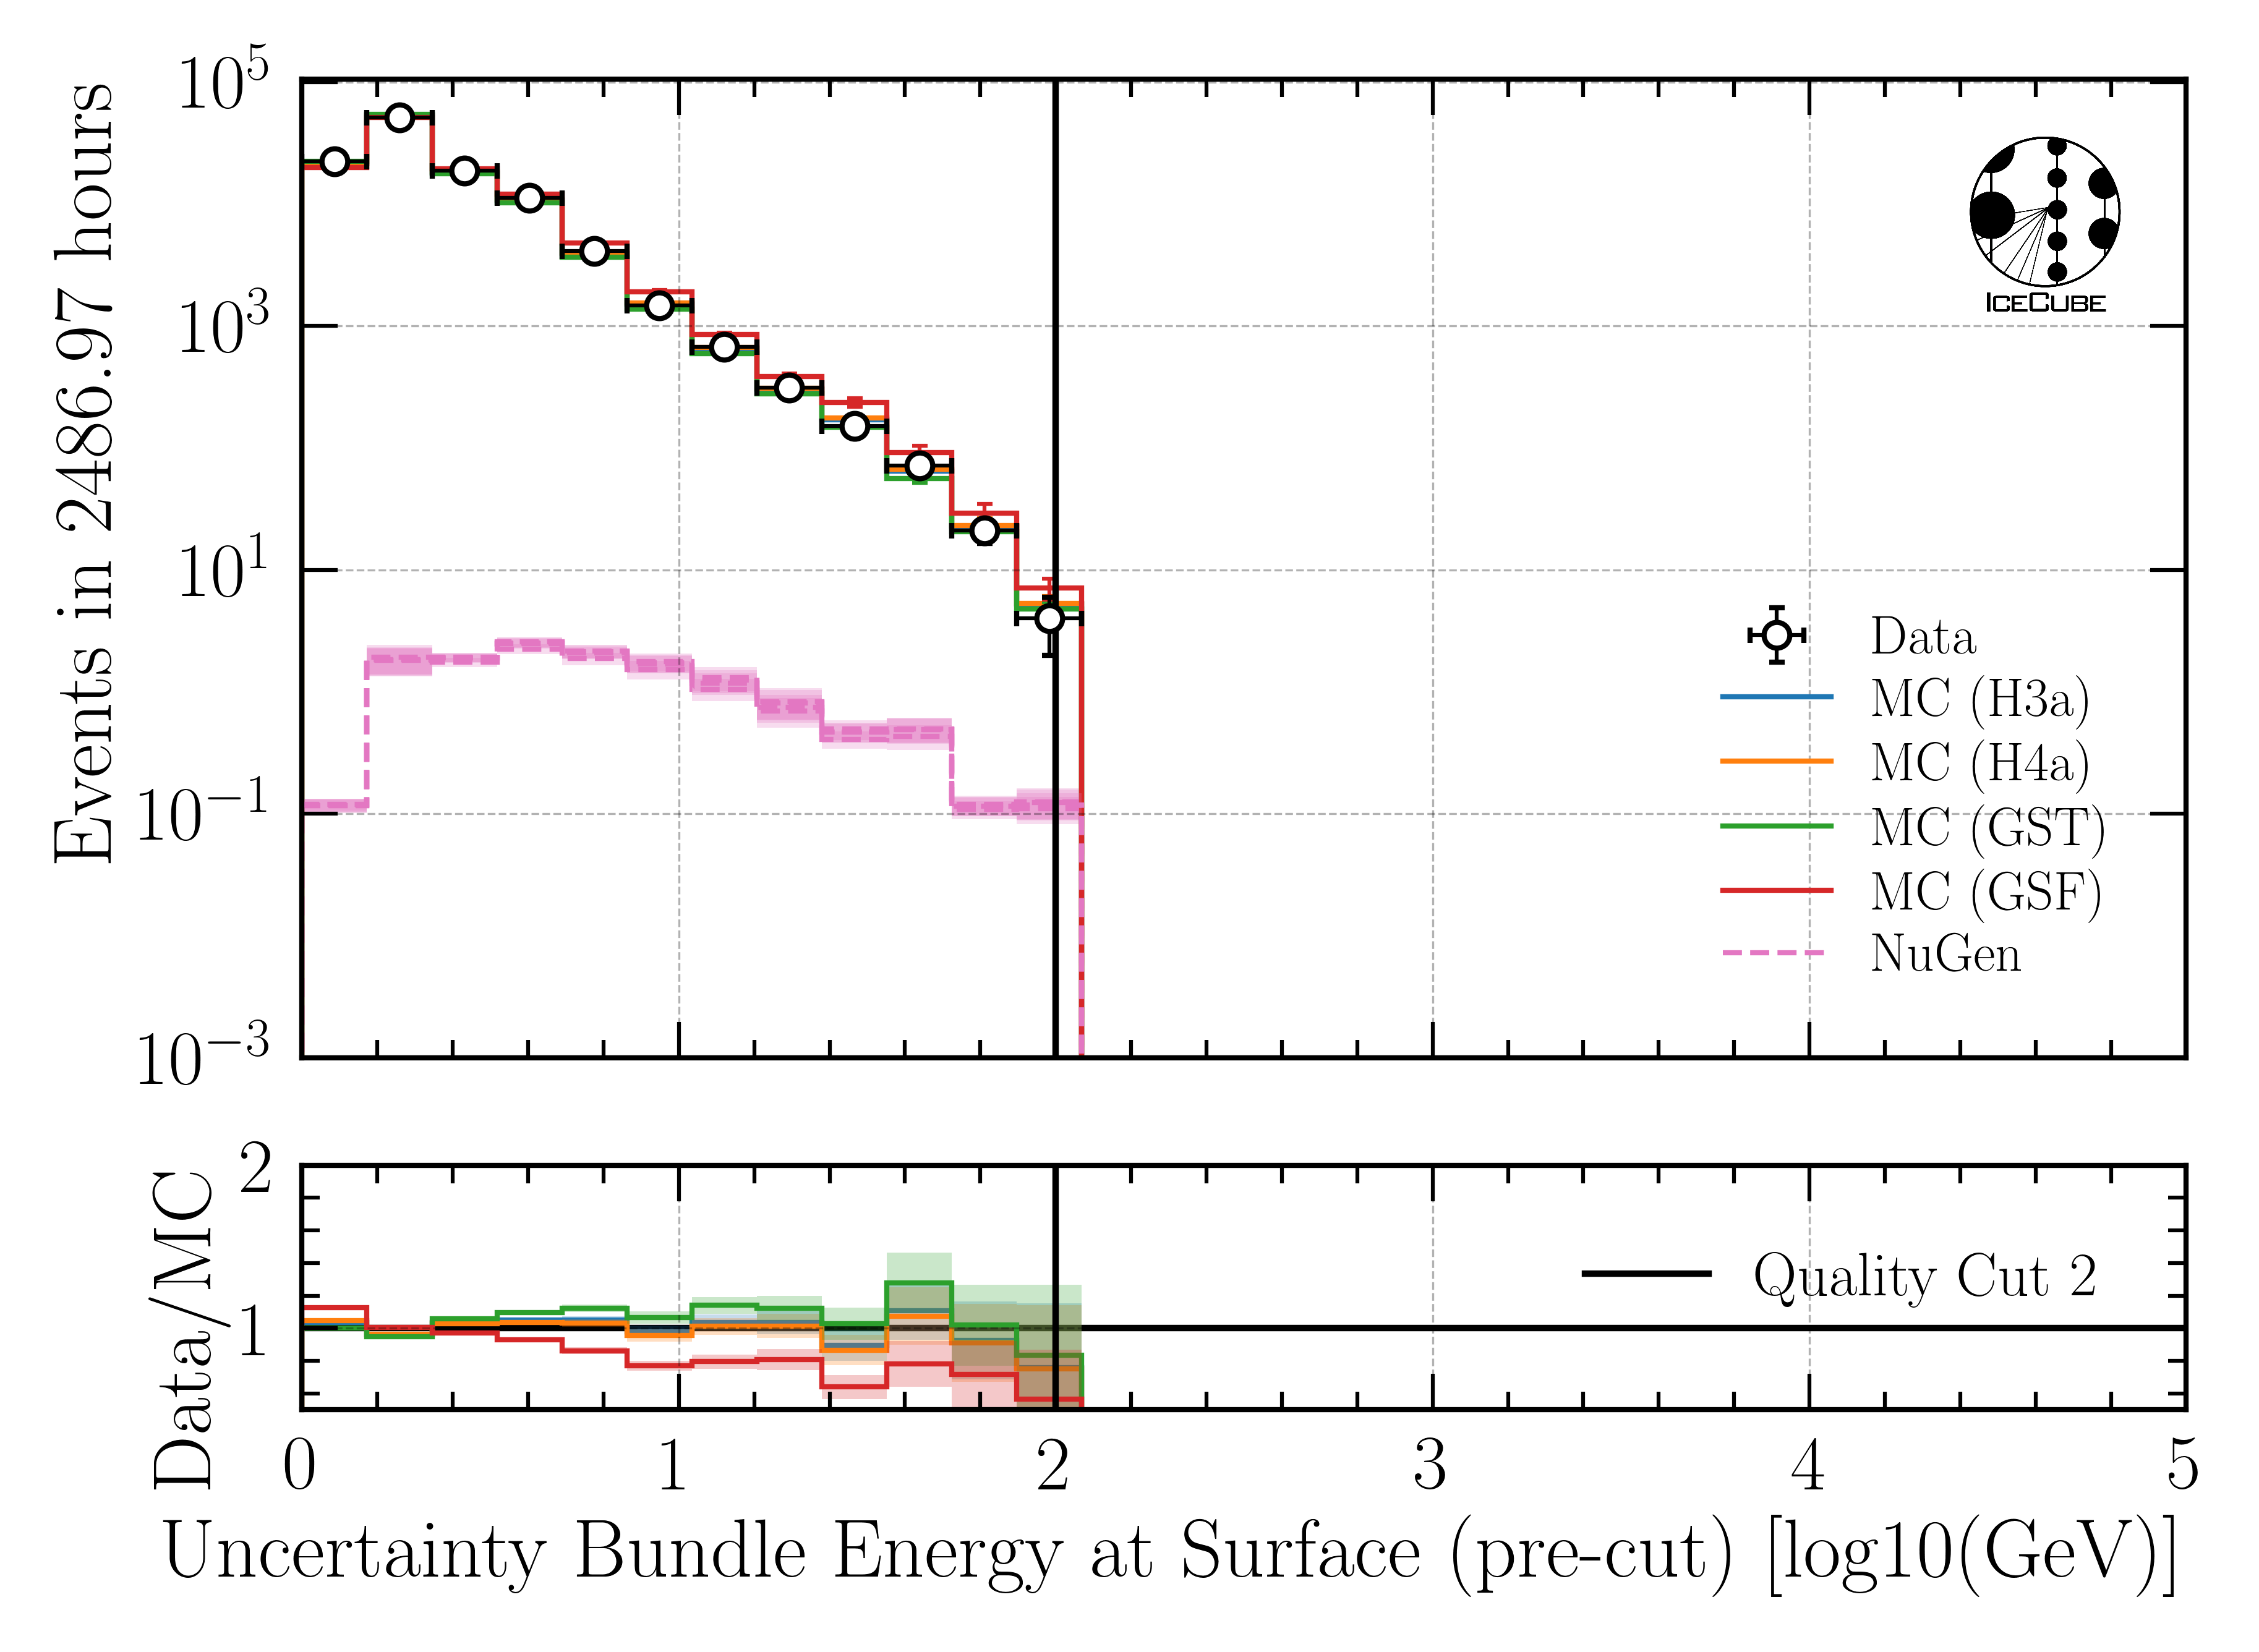 Events in 2486.97 hours
10^5
10^3
10^1
10^−1
10^−3
ICECUBE
Data
MC (H3a)
MC (H4a)
MC (GST)
MC (GSF)
NuGen
Data/MC
2
1
Quality Cut 2
0 1 2 3 4 5
Uncertainty Bundle Energy at Surface (pre-cut) [log10(GeV)]